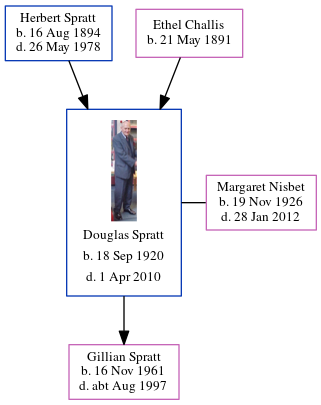 Herbert Spratt
b. 16 Aug 1894
d. 26 May 1978
Ethel Challis
b. 21 May 1891
Douglas Spratt
b. 18 Sep 1920
d. 1 Apr 2010
Margaret Nisbet
b. 19 Nov 1926
d. 28 Jan 2012
Gillian Spratt
b. 16 Nov 1961
d. abt Aug 1997